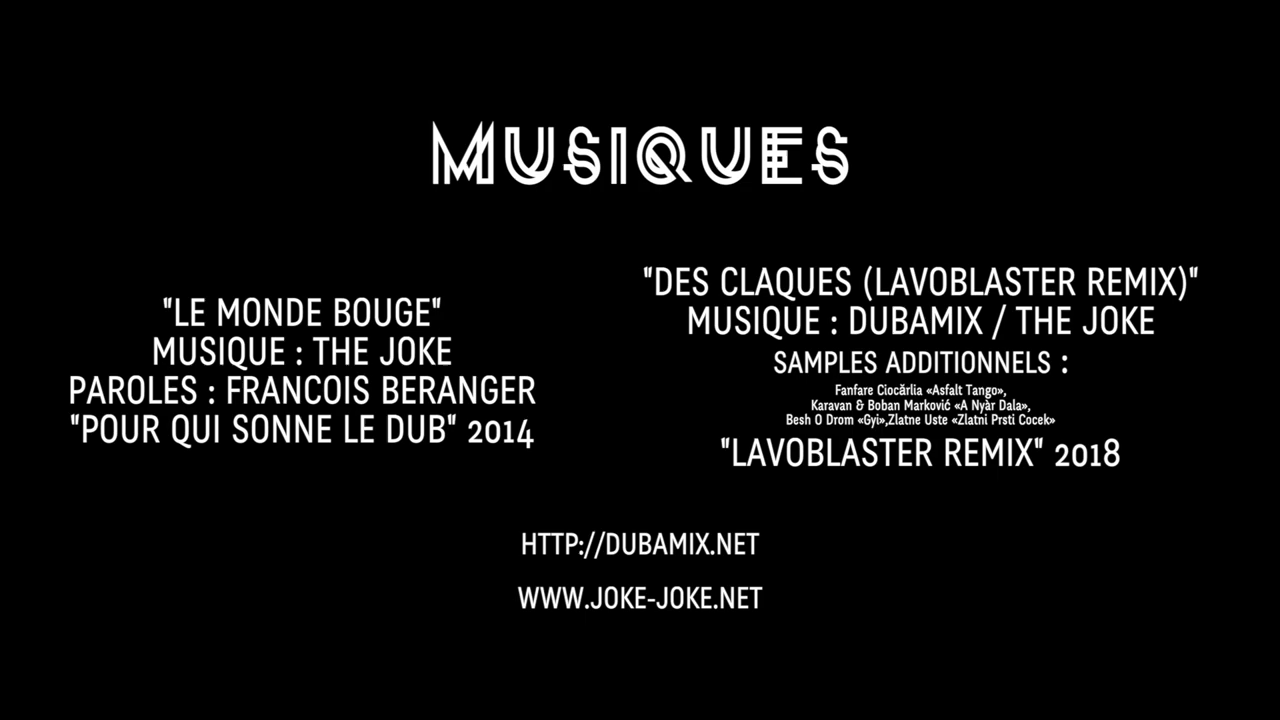 MUSIQUES
"LE MONDE BOUGE"
MUSIQUE : THE JOKE
PAROLES : FRANCOIS BERANGER
"POUR QUI SONNE LE DUB" 2014
"DES CLAQUES (LAVOBLASTER REMIX)"
MUSIQUE : DUBAMIX / THE JOKE
SAMPLES ADDITIONNELS :
Fanfare Ciocărlia «Asfalt Tango»,
Karavan & Boban Marković «A Nyàr Dala»,
Besh O Drom «Gyi»,Zlatne Uste «Zlatni Prsti Cocek»
"LAVOBLASTER REMIX" 2018
HTTP://DUBAMIX.NET
WWW.JOKE-JOKE.NET